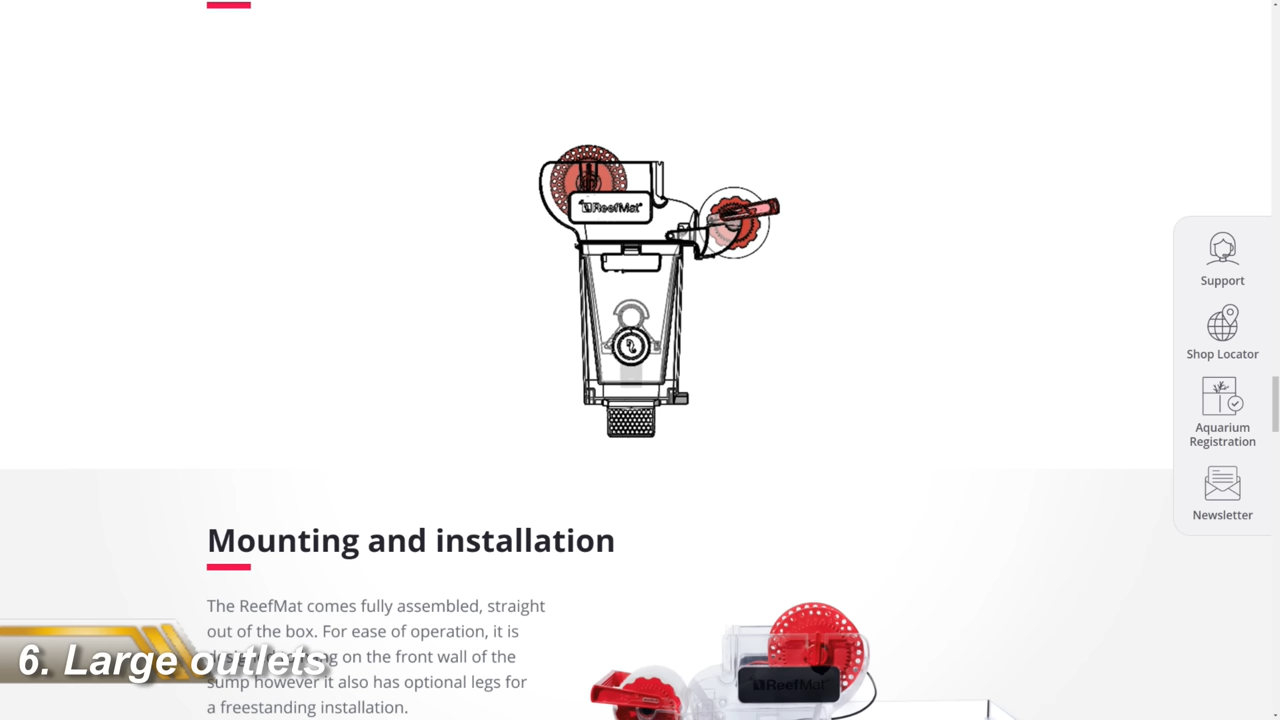 ReefMat
Support
Shop Locator
Aquarium
Registration
Newsletter
Mounting and installation
The ReefMat comes fully assembled, straight
out of the box. For ease of operation, it is
on the front wall of the
sump however it also has optional legs for
a freestanding installation.
6. Large outlets
ReefMat